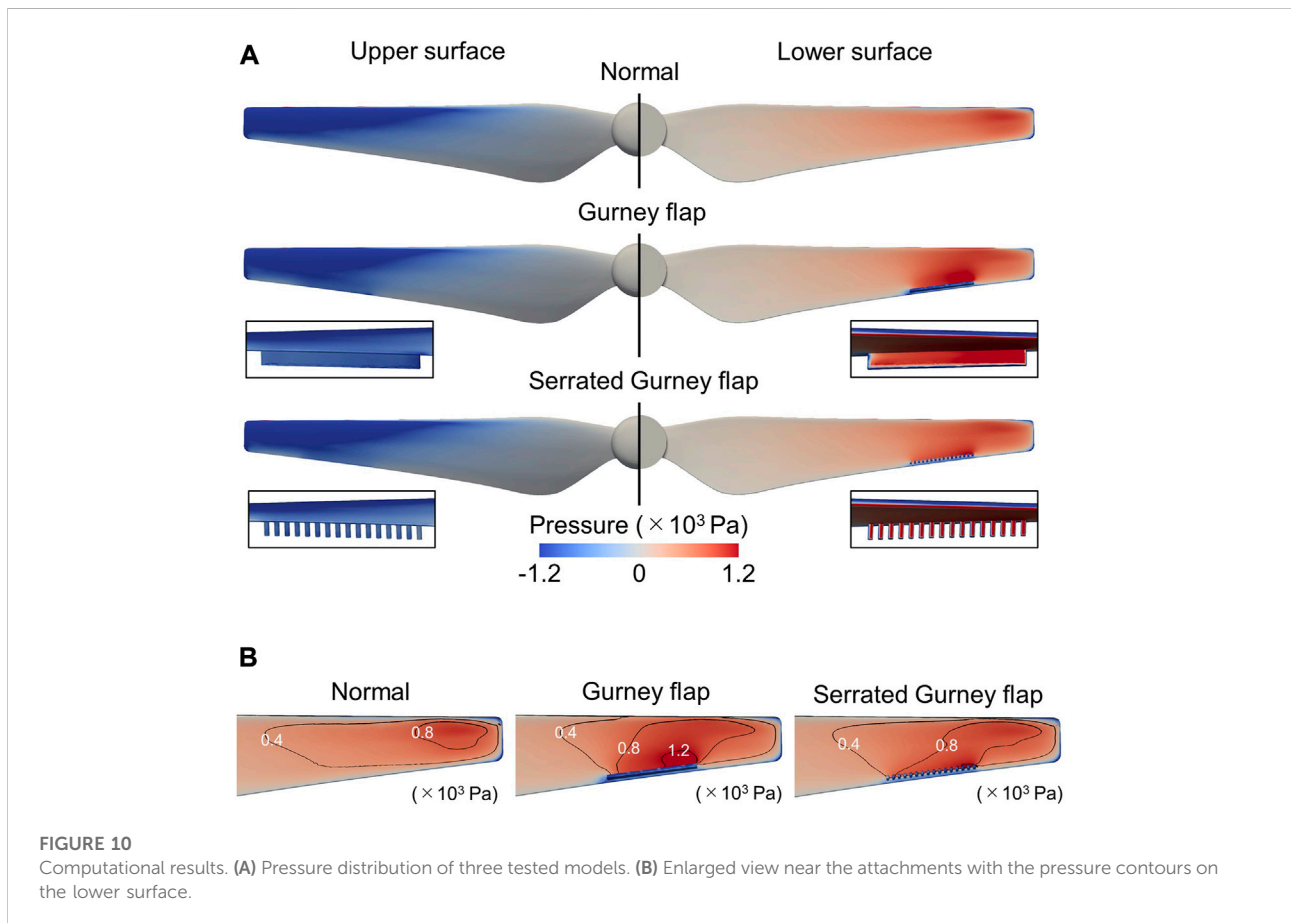 A
Upper surface
Lower surface
Normal
Gurney flap
Serrated Gurney flap
Pressure (×10³ Pa)
-1.2 0 1.2
B
Normal
Gurney flap
Serrated Gurney flap
0.4 0.8
0.4 0.8 1.2
0.4 0.8
(×10³ Pa)
(×10³ Pa)
(×10³ Pa)
FIGURE 10
Computational results. (A) Pressure distribution of three tested models. (B) Enlarged view near the attachments with the pressure contours on
the lower surface.